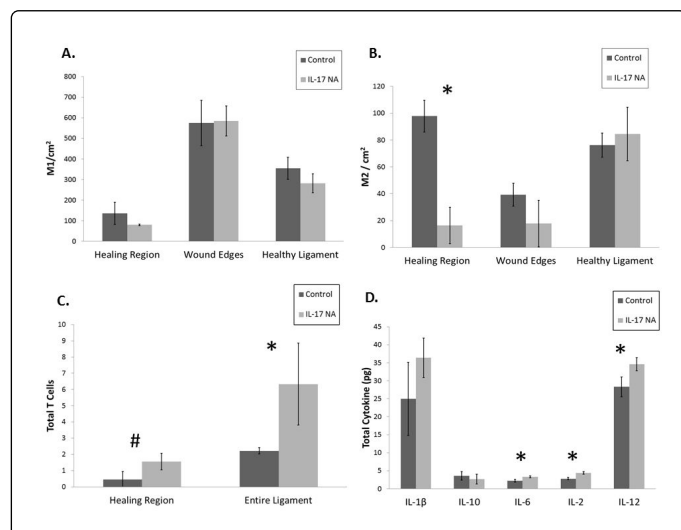 A.
Control
IL-17 NA
M1/cm²
800
700
600
500
400
300
200
100
0
Healing Region Wound Edges Healthy Ligament
B.
Control
IL-17 NA
M2 / cm²
120
100
80
60
40
20
0
*
Healing Region Wound Edges Healthy Ligament
C.
Control
IL-17 NA
Total T Cells
10
9
8
7
6
5
4
3
2
1
0
#
*
Healing Region Entire Ligament
D.
Control
IL-17 NA
Total Cytokine (pg)
45
40
35
30
25
20
15
10
5
0
*
*
*
IL-1β IL-10 IL-6 IL-2 IL-12